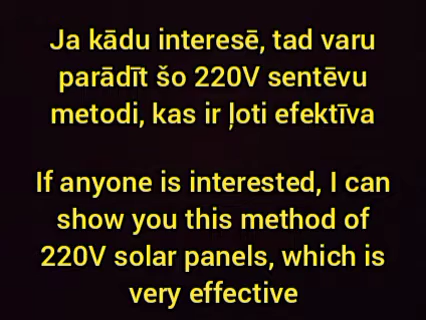 Ja kādu interesē, tad varu
parādīt šo 220V sentēvu
metodi, kas ir ļoti efektīva
If anyone is interested, I can
show you this method of
220V solar panels, which is
very effective